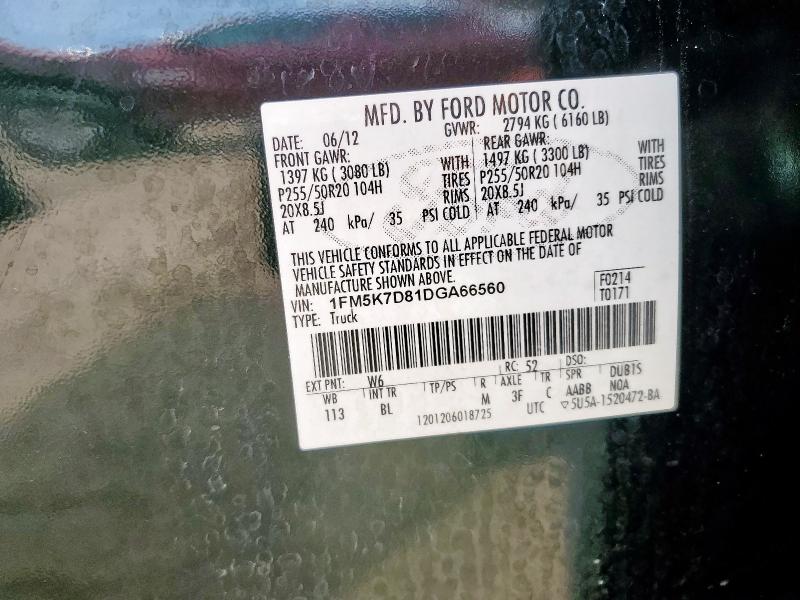 MFD. BY FORD MOTOR CO.
DATE: 06/12 GVWR: 2794 KG ( 6160 LB)
FRONT GAWR: REAR GAWR:
1397 KG ( 3080 LB) WITH 1497 KG ( 3300 LB) WITH
P255/50R20 104H TIRES P255/50R20 104H TIRES
20X8.5J RIMS 20X8.5J RIMS
AT 240 kPa/ 35 PSI COLD AT 240 kPa/ 35 PSI COLD
THIS VEHICLE CONFORMS TO ALL APPLICABLE FEDERAL MOTOR
VEHICLE SAFETY STANDARDS IN EFFECT ON THE DATE OF
MANUFACTURE SHOWN ABOVE.
VIN: 1FM5K7D81DGA66560 F0214
TYPE: Truck T0171
EXT PNT: W6 RC: 52 DSO:
WB INT TR TP/PS R AXLE TR SPR DUB1S
113 BL M 3F C AABB NOA
1201206018725 UTC ▽5U5A-1520472-BA